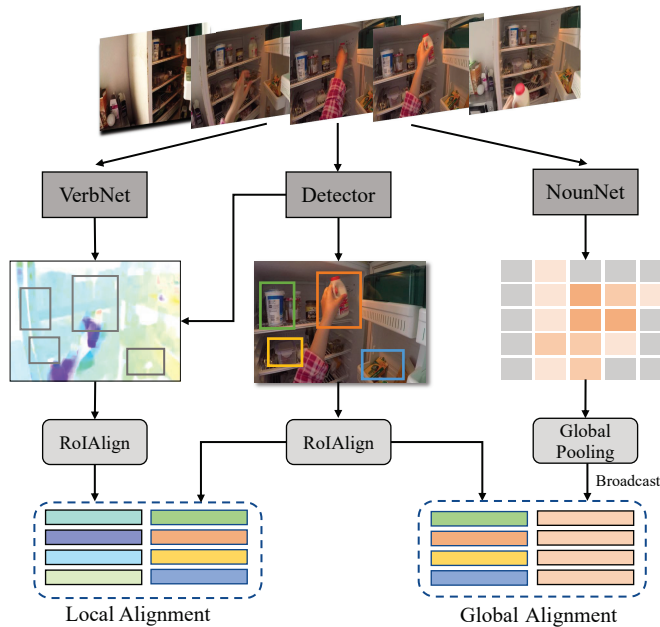 VerbNet
Detector
NounNet
RoIAlign
RoIAlign
Global
Pooling
Broadcast
Local Alignment
Global Alignment